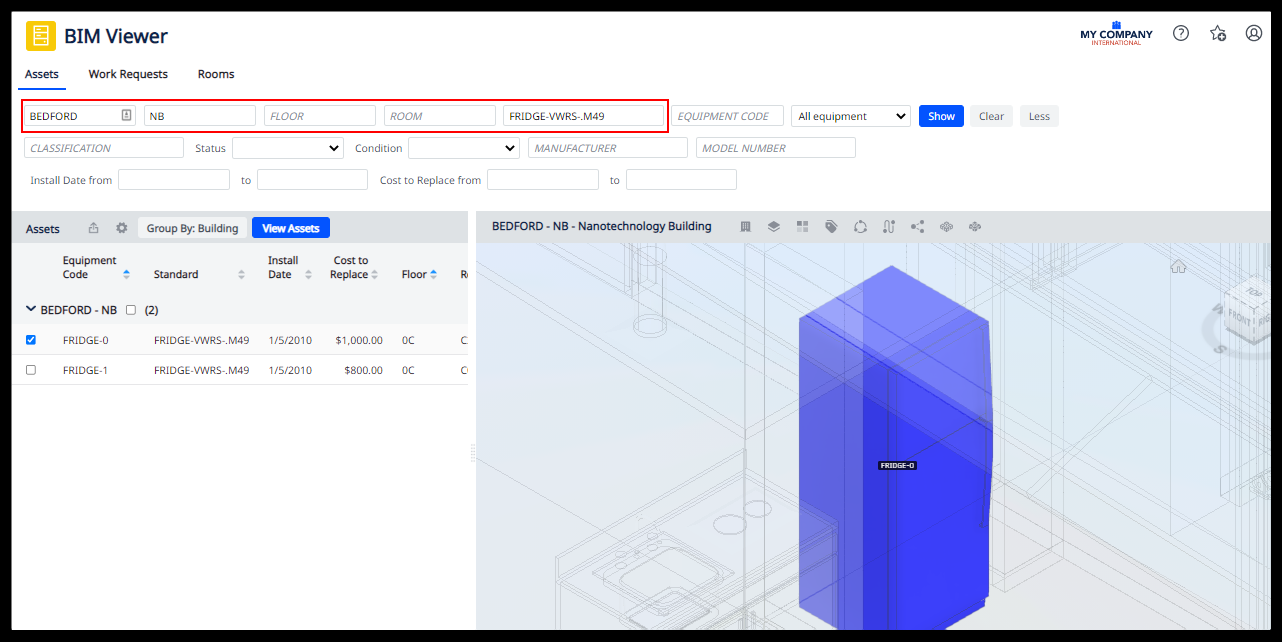 BIM Viewer
MY COMPANY
INTERNATIONAL
Assets Work Requests Rooms
BEDFORD NB FLOOR ROOM FRIDGE-VWRS-.M49 EQUIPMENT CODE All equipment Show Clear Less
CLASSIFICATION Status Condition MANUFACTURER MODEL NUMBER
Install Date from to Cost to Replace from to
Assets Group By: Building View Assets
BEDFORD - NB - Nanotechnology Building
Equipment Code Standard Install Date Cost to Replace Floor
BEDFORD - NB (2)
FRIDGE-0 FRIDGE-VWRS-.M49 1/5/2010 $1,000.00 0C
FRIDGE-1 FRIDGE-VWRS-.M49 1/5/2010 $800.00 0C
TOP
FRONT
S
FRIDGE-0